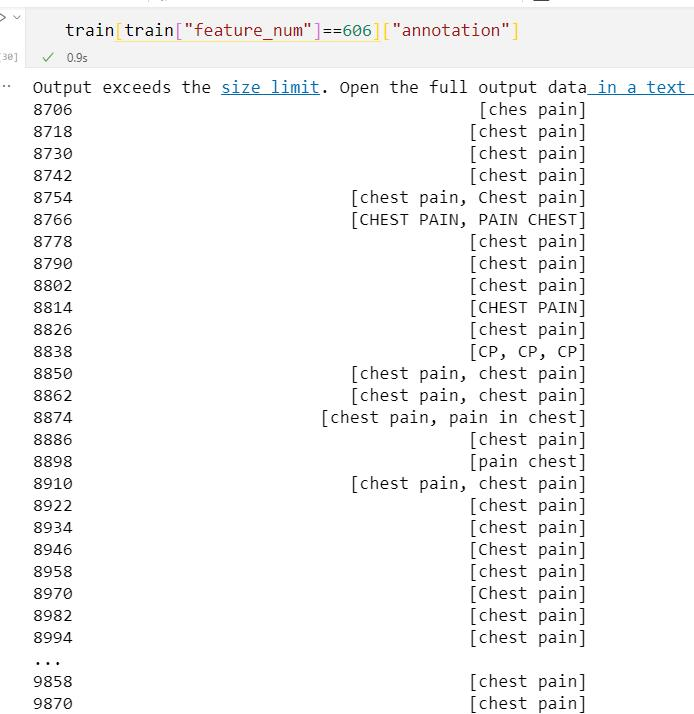 train[train["feature_num"]==606]["annotation"]
[30]
0.9s
Output exceeds the size limit. Open the full output data in a text
8706 [ches pain]
8718 [chest pain]
8730 [chest pain]
8742 [chest pain]
8754 [chest pain, Chest pain]
8766 [CHEST PAIN, PAIN CHEST]
8778 [chest pain]
8790 [chest pain]
8802 [chest pain]
8814 [CHEST PAIN]
8826 [chest pain]
8838 [CP, CP, CP]
8850 [chest pain, chest pain]
8862 [chest pain, chest pain]
8874 [chest pain, pain in chest]
8886 [chest pain]
8898 [pain chest]
8910 [chest pain, chest pain]
8922 [chest pain]
8934 [chest pain]
8946 [Chest pain]
8958 [chest pain]
8970 [Chest pain]
8982 [chest pain]
8994 [chest pain]
...
9858 [chest pain]
9870 [chest pain]